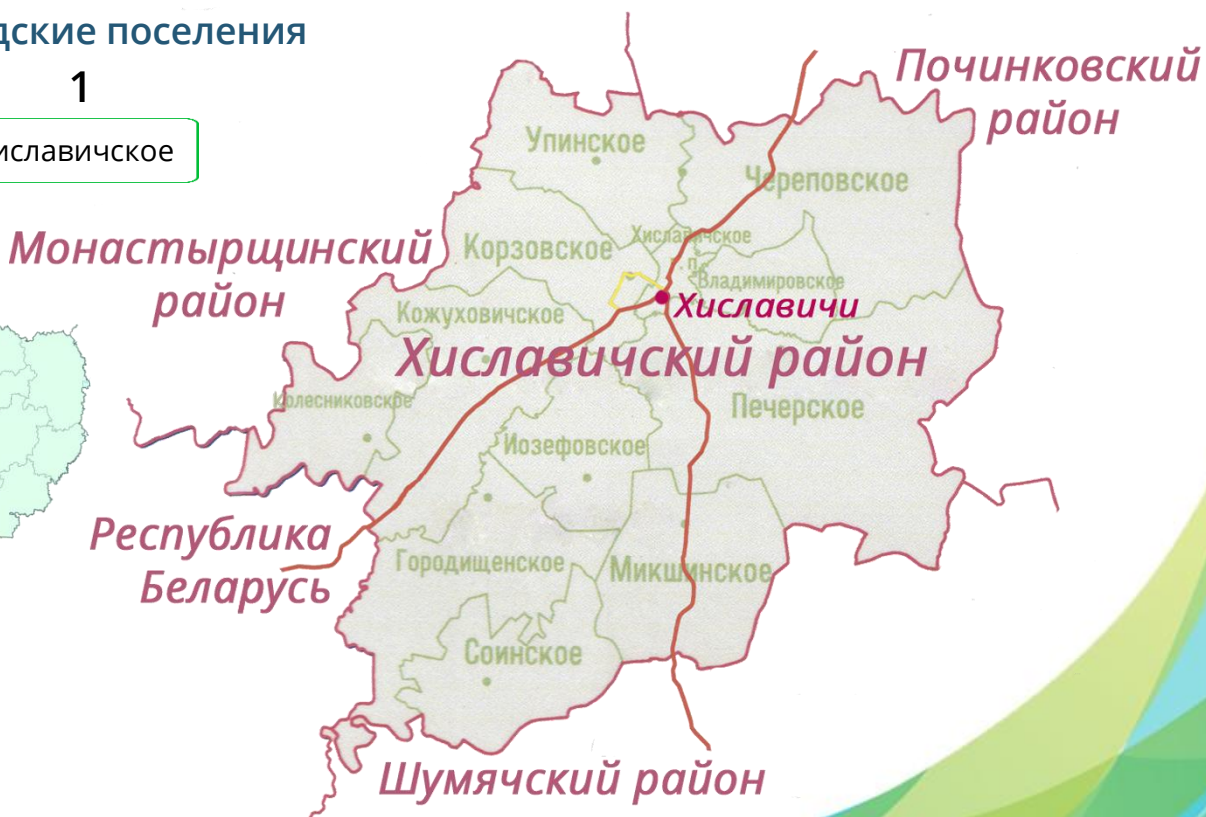 дские поселения
1
иславичское
Починковский
район
Упинское
Череповское
Монастырщинский
район
Корзовское
Хиславичское
г.п.
Владимировское
Кожуховичское
Хиславичи
Хиславичский район
Колесниковское
Печерское
Иозефовское
Республика
Беларусь
Городищенское
Микшинское
Соинское
Шумячский район